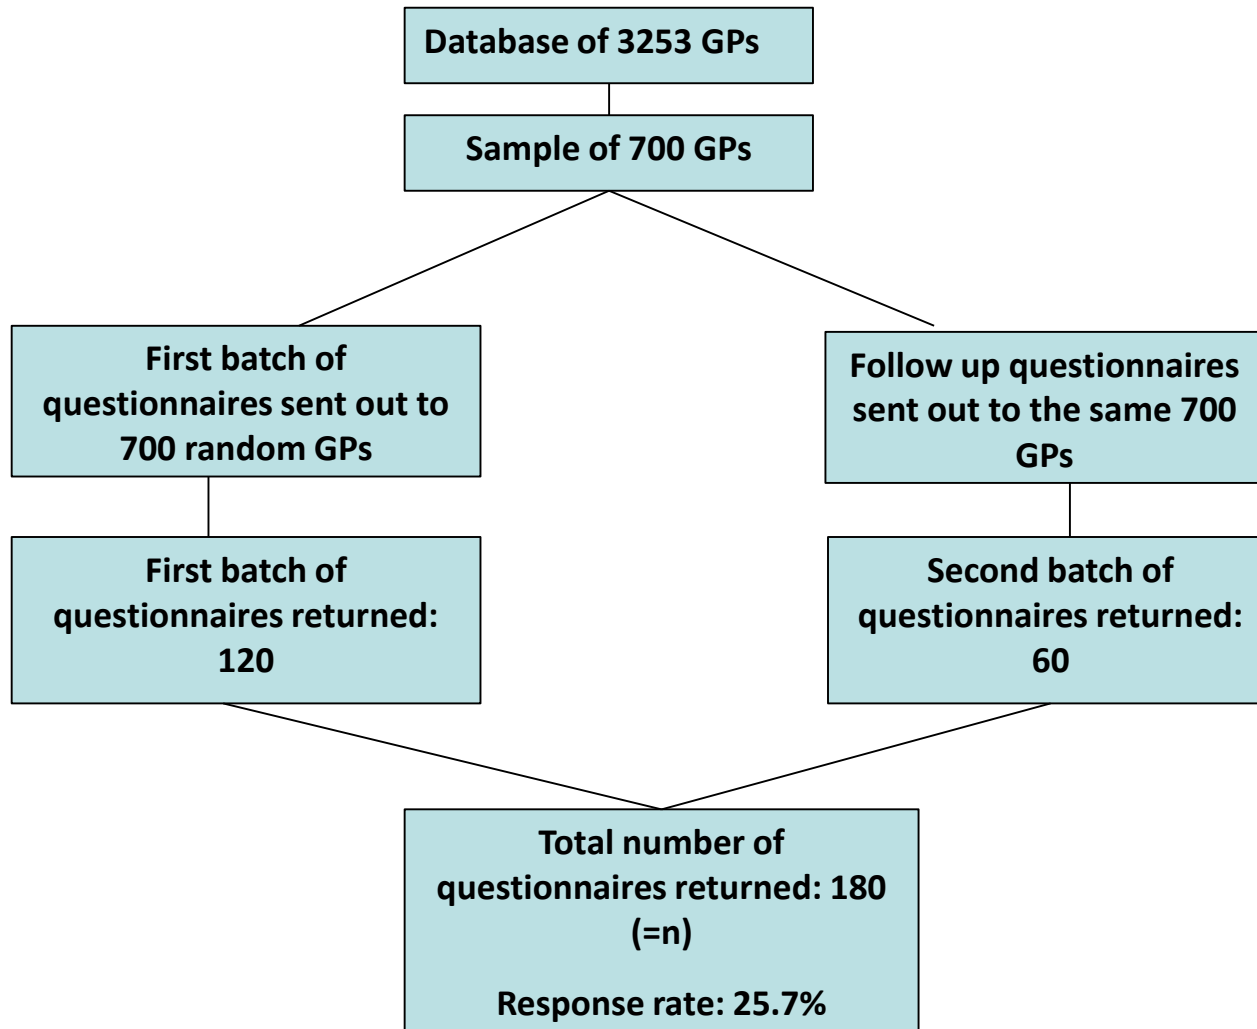 Database of 3253 GPs
Sample of 700 GPs
First batch of
questionnaires sent out to
700 random GPs
Follow up questionnaires
sent out to the same 700
GPs
First batch of
questionnaires returned:
120
Second batch of
questionnaires returned:
60
Total number of
questionnaires returned: 180
(=n)
Response rate: 25.7%